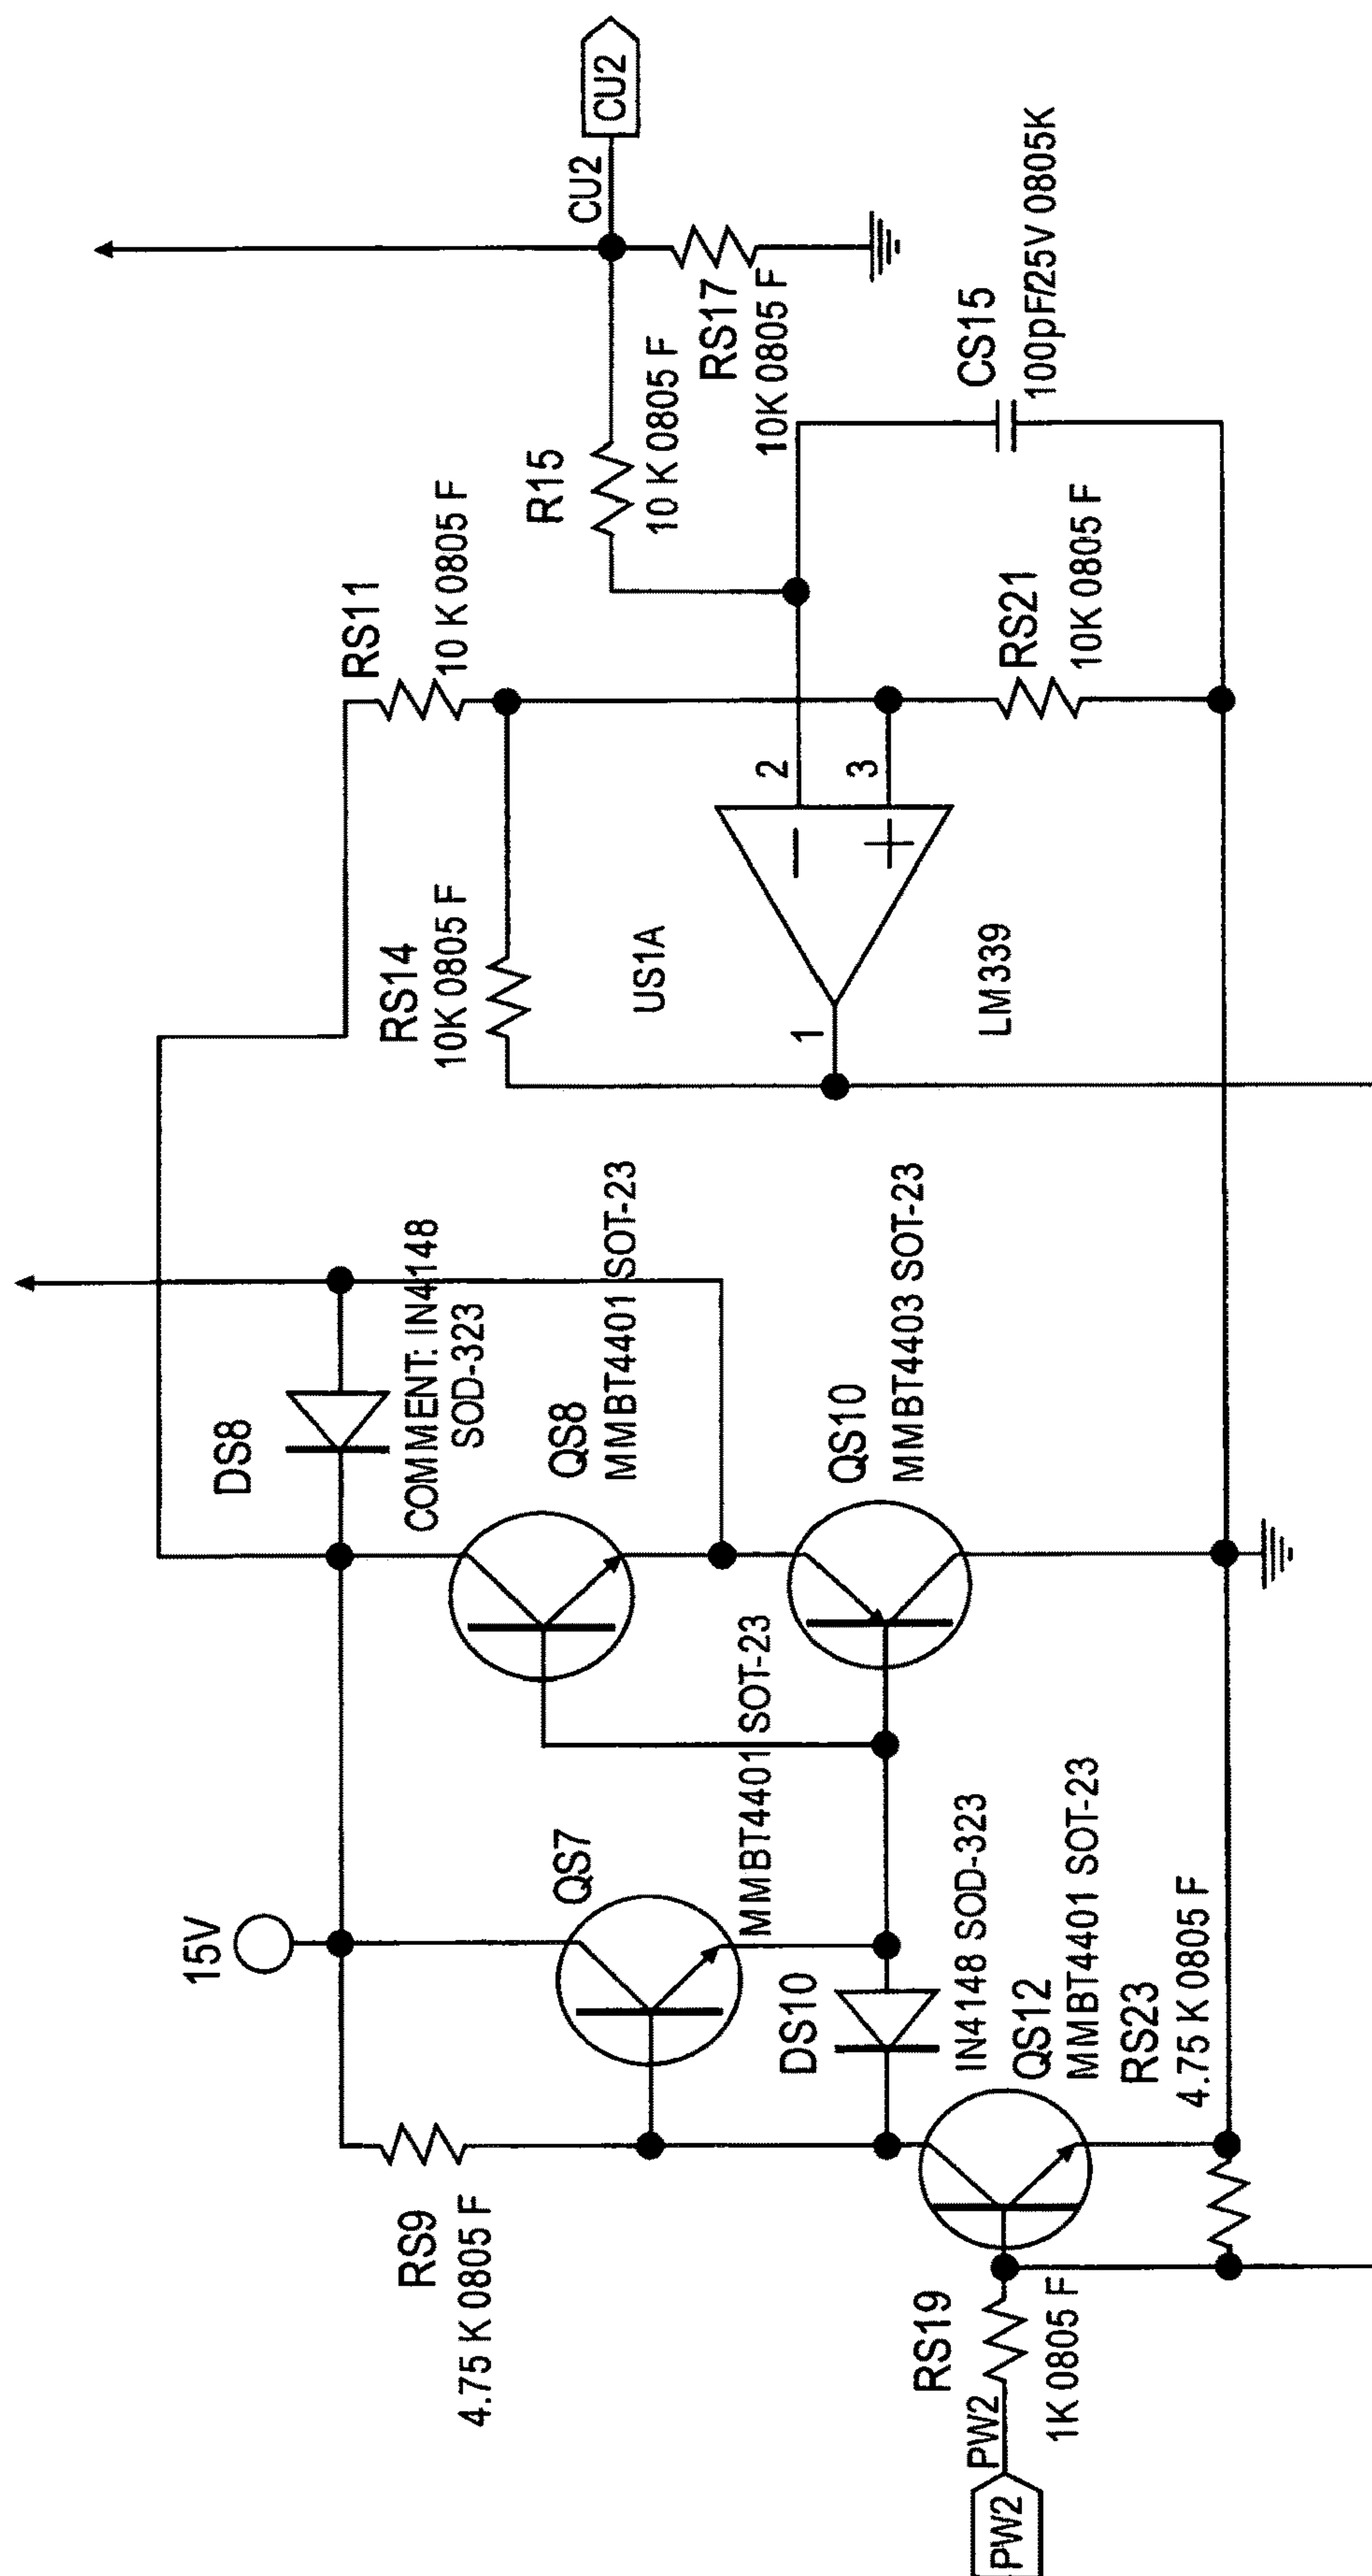 15V
RS9
4.75 K 0805 F
QS7
MMBT4401 SOT-23
DS8
COMMENT: IN4148
SOD-323
QS8
MMBT4401 SOT-23
QS10
MMBT4403 SOT-23
DS10
IN4148 SOD-323
QS12
MMBT4401 SOT-23
RS23
4.75 K 0805 F
PW2
PW2
RS19
1K 0805 F
RS11
10 K 0805 F
RS14
10K 0805 F
US1A
LM339
1
2
3
−
+
R15
10 K 0805 F
CU2
CU2
RS17
10K 0805 F
RS21
10K 0805 F
CS15
100pF/25V 0805K